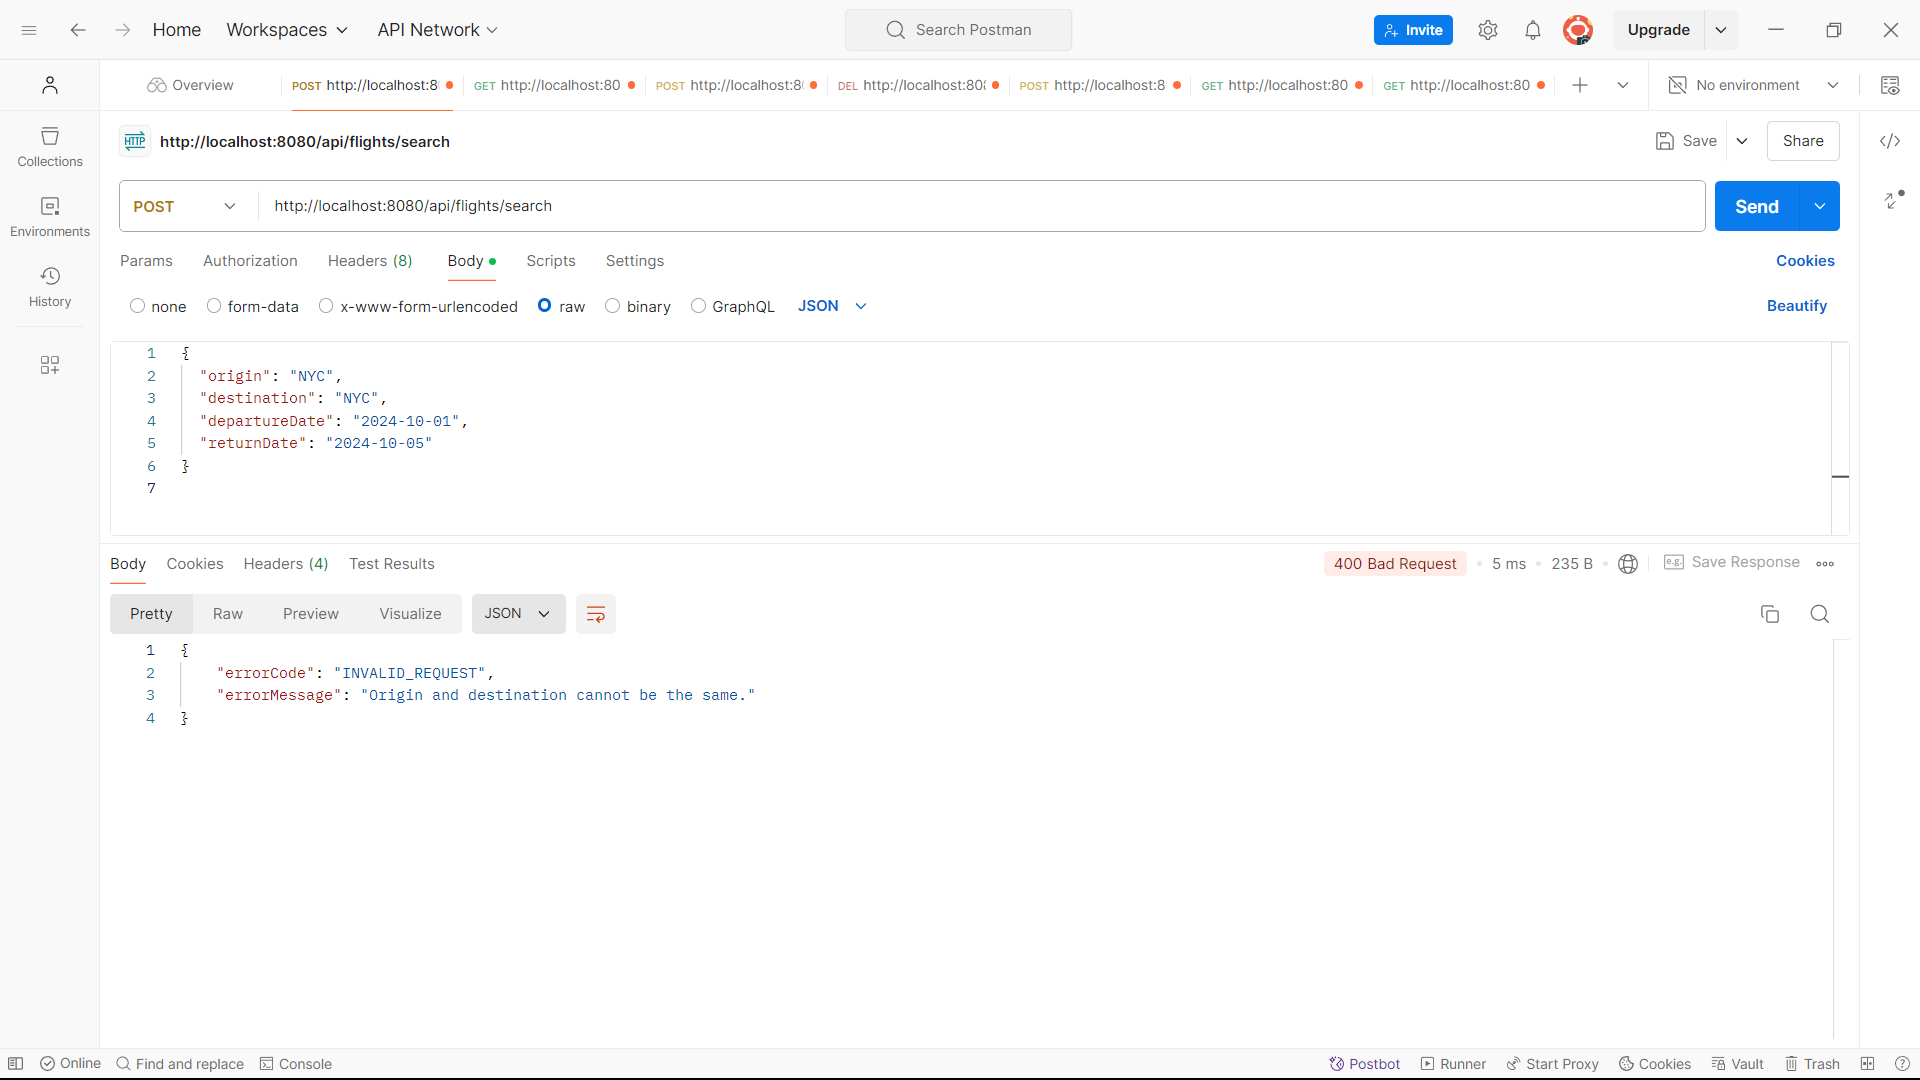 Home Workspaces API Network Search Postman Invite Upgrade
Overview POST http://localhost:8 GET http://localhost:80 POST http://localhost:8 DEL http://localhost:80 POST http://localhost:8 GET http://localhost:80 GET http://localhost:80 No environment
HTTP http://localhost:8080/api/flights/search Save Share
Collections
Environments
History
POST http://localhost:8080/api/flights/search Send
Params Authorization Headers (8) Body Scripts Settings Cookies
none form-data x-www-form-urlencoded raw binary GraphQL JSON Beautify
1 {
2 "origin": "NYC",
3 "destination": "NYC",
4 "departureDate": "2024-10-01",
5 "returnDate": "2024-10-05"
6 }
7
Body Cookies Headers (4) Test Results 400 Bad Request 5 ms 235 B e.g. Save Response
Pretty Raw Preview Visualize JSON
1 {
2 "errorCode": "INVALID_REQUEST",
3 "errorMessage": "Origin and destination cannot be the same."
4 }
Online Find and replace Console Postbot Runner Start Proxy Cookies Vault Trash